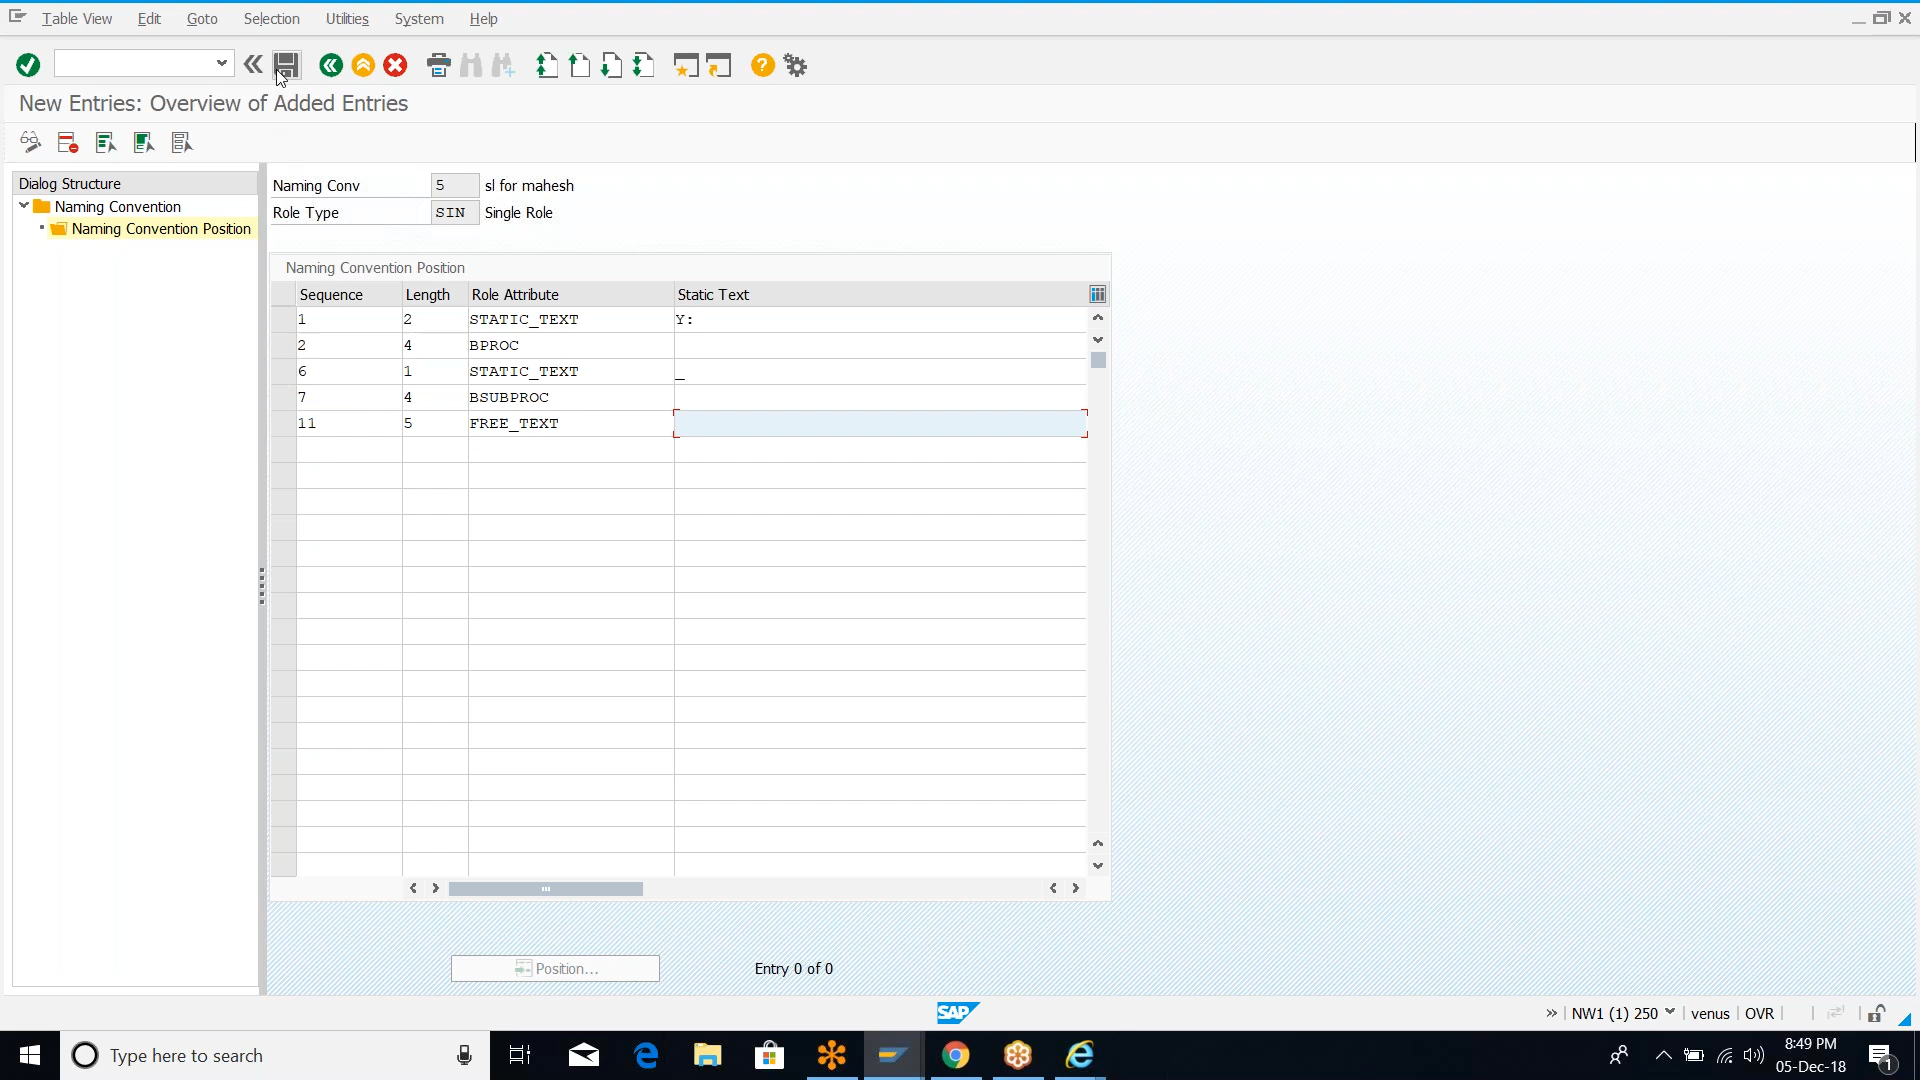 Table View Edit Goto Selection Utilities System Help
New Entries: Overview of Added Entries
Dialog Structure
Naming Convention
Naming Convention Position
Naming Conv 5 sl for mahesh
Role Type SIN Single Role
Naming Convention Position
Sequence Length Role Attribute Static Text
1 2 STATIC_TEXT Y:
2 4 BPROC
6 1 STATIC_TEXT _
7 4 BSUBPROC
11 5 FREE_TEXT
Position... Entry 0 of 0
SAP NW1 (1) 250 venus OVR
Type here to search
8:49 PM
05-Dec-18
1